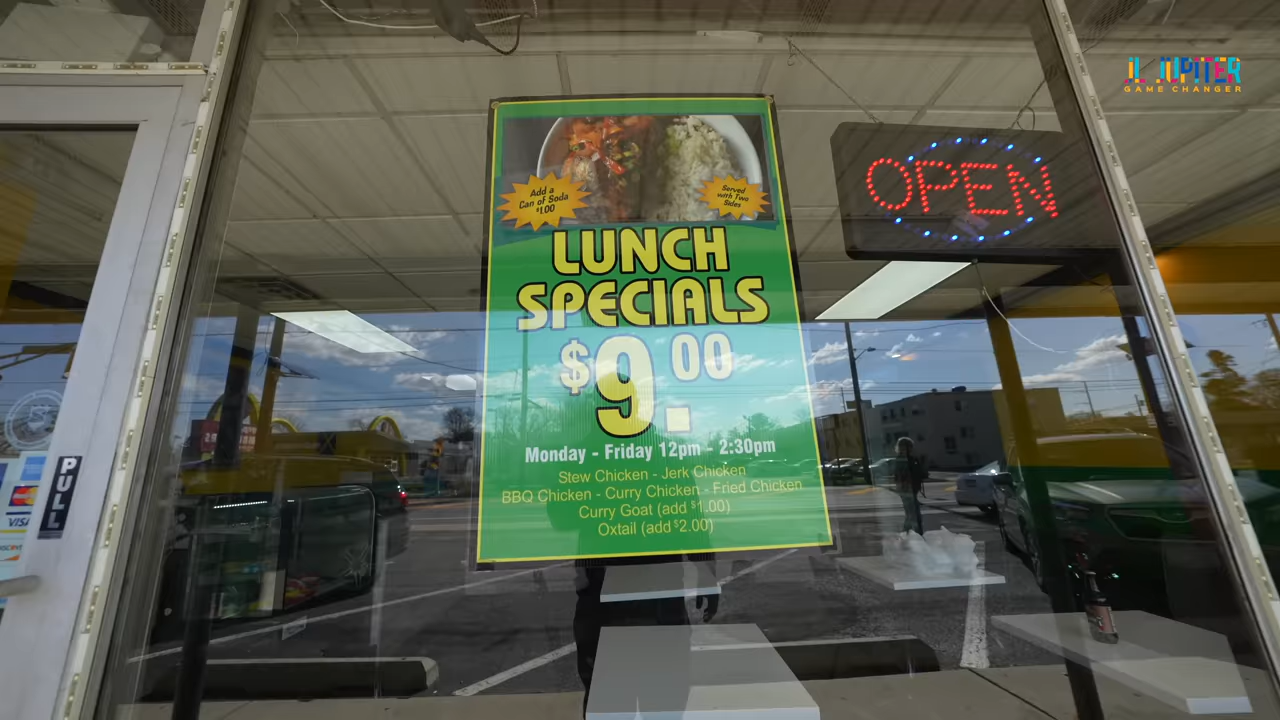 JL JUPITER
GAME CHANGER
OPEN
Add a
Can of Soda
$1.00
Served
with Two
Sides
LUNCH
SPECIALS
$9.00
Monday - Friday 12pm - 2:30pm
Stew Chicken - Jerk Chicken
BBQ Chicken - Curry Chicken - Fried Chicken
Curry Goat (add $1.00)
Oxtail (add $2.00)
PULL
VISA